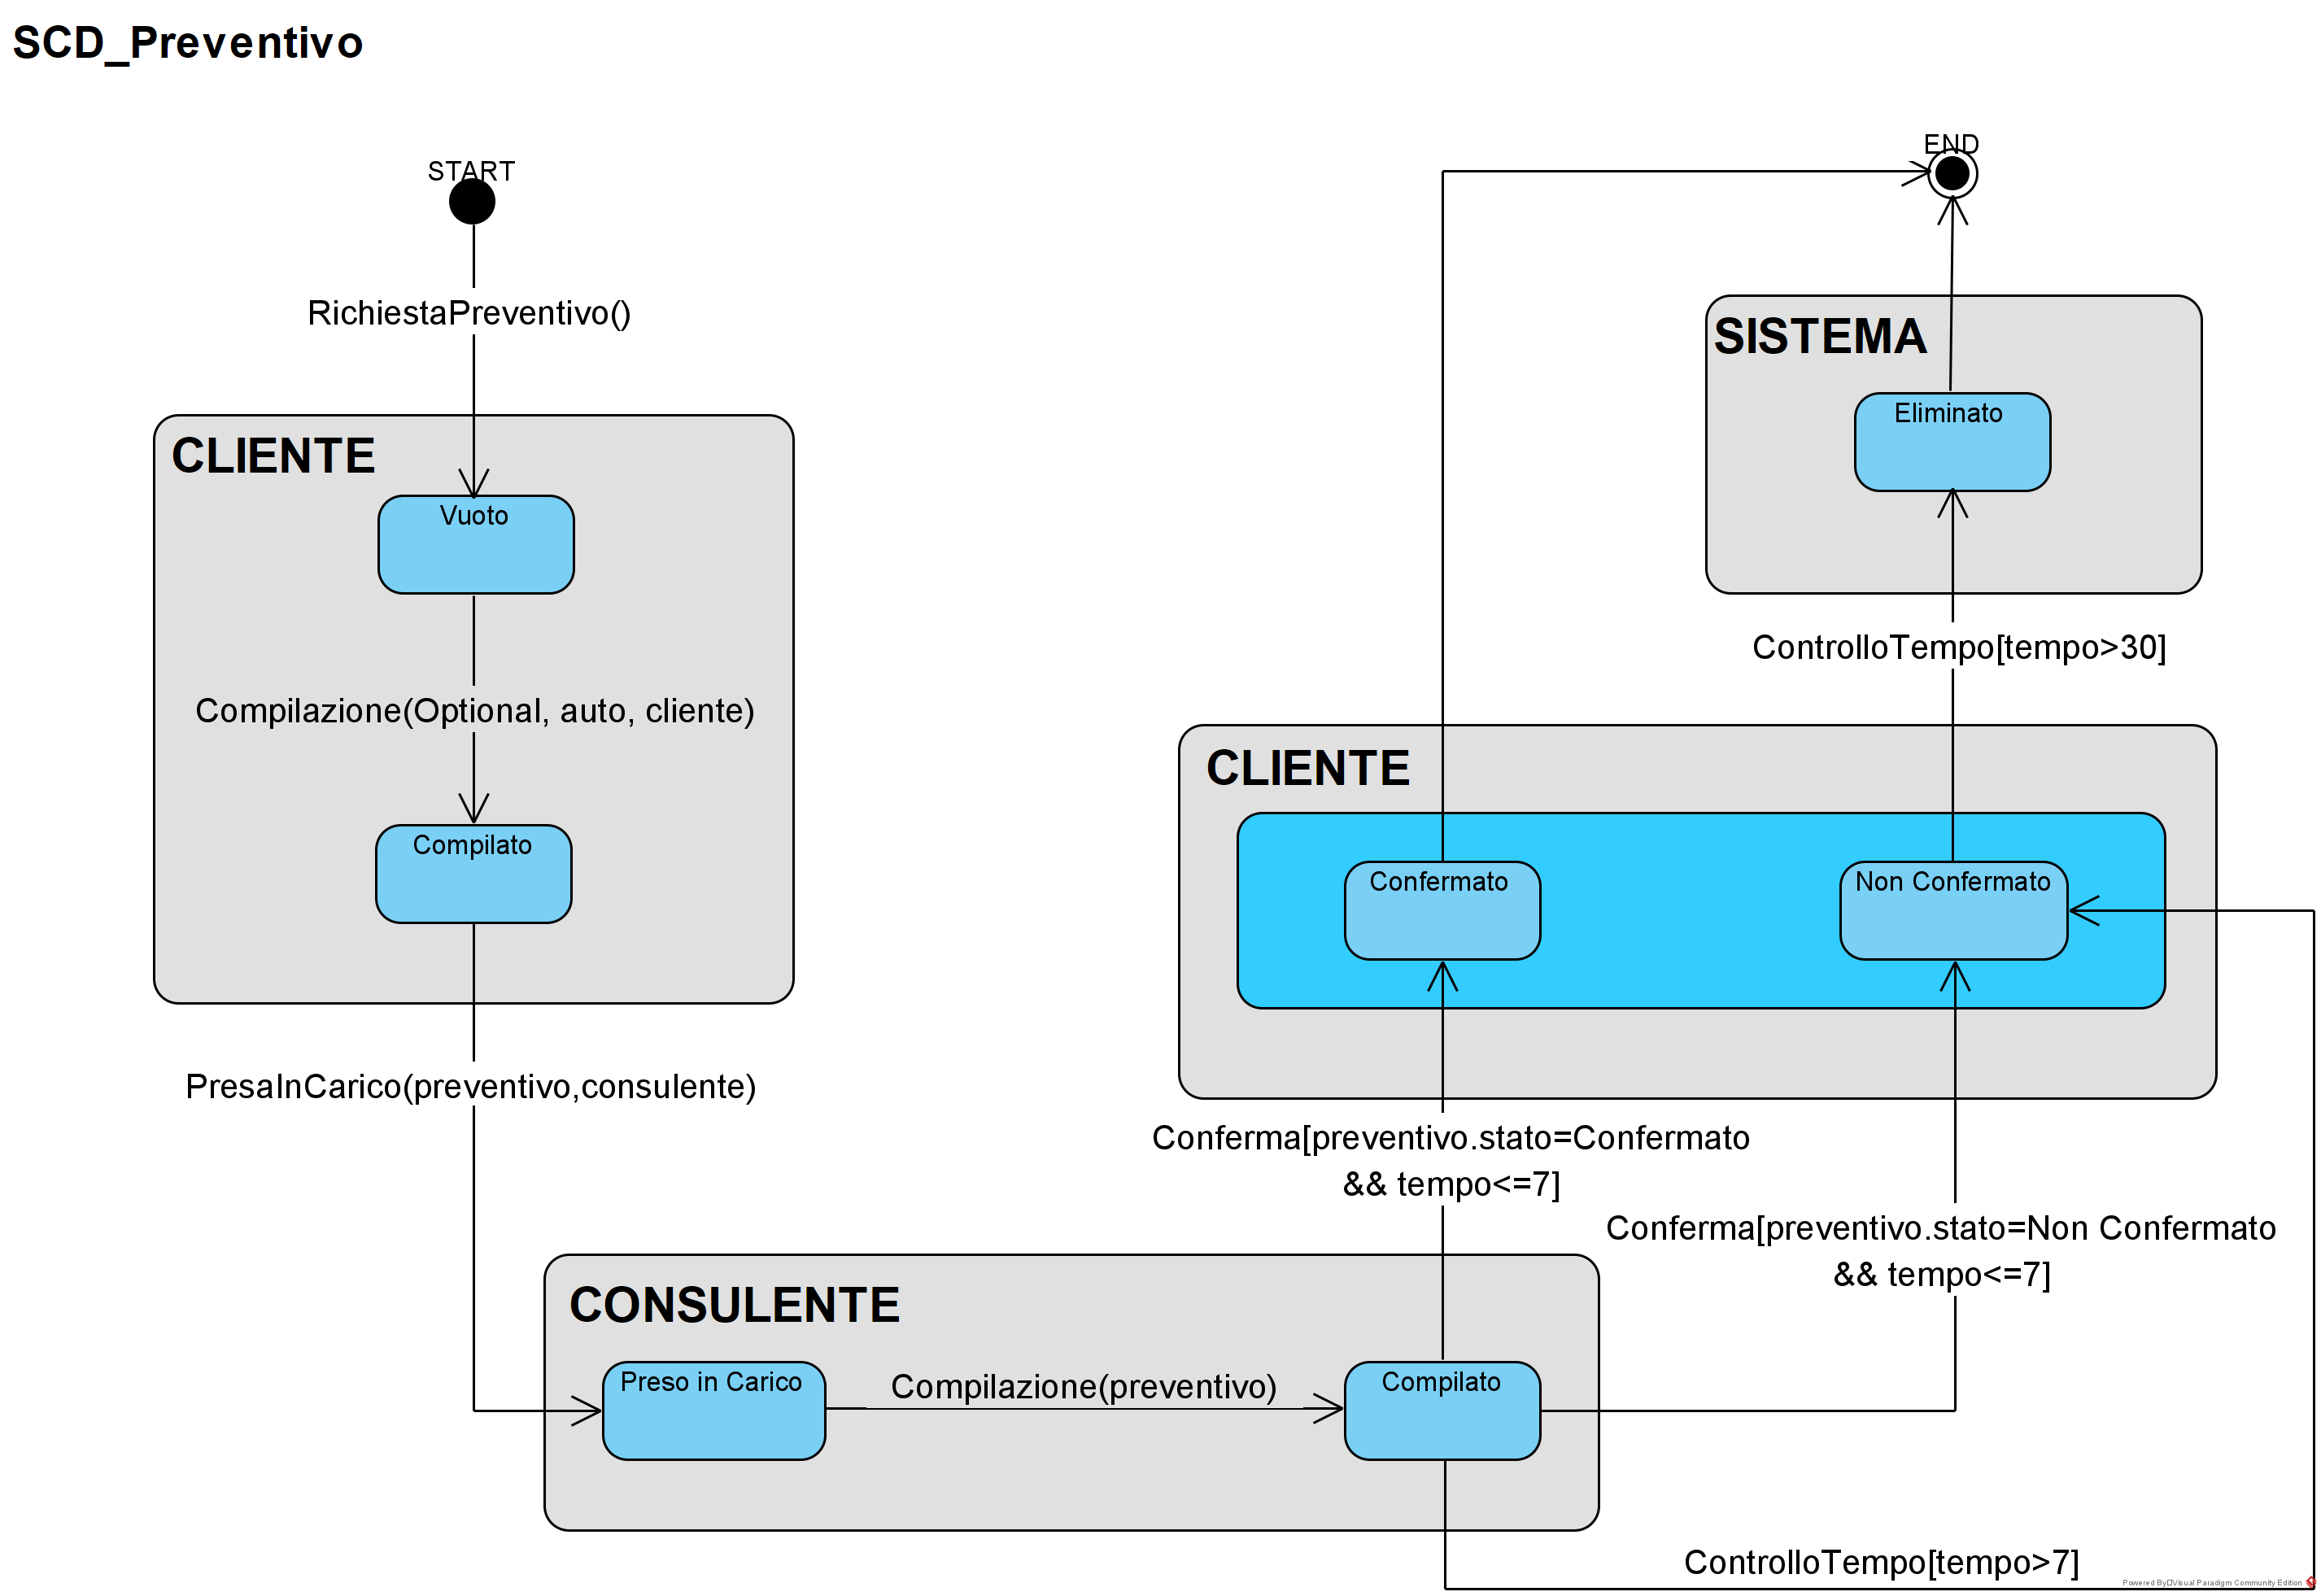 SCD_Preventivo
START
END
RichiestaPreventivo()
SISTEMA
Eliminato
CLIENTE
Vuoto
ControlloTempo[tempo>30]
Compilazione(Optional, auto, cliente)
CLIENTE
Compilato
Confermato
Non Confermato
PresaInCarico(preventivo,consulente)
Conferma[preventivo.stato=Confermato
&& tempo<=7]
Conferma[preventivo.stato=Non Confermato
&& tempo<=7]
CONSULENTE
Preso in Carico
Compilazione(preventivo)
Compilato
ControlloTempo[tempo>7]
Powered By Visual Paradigm Community Edition